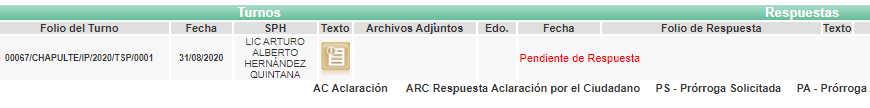 Turnos Respuestas
Folio del Turno Fecha SPH Texto Archivos Adjuntos Edo. Fecha Folio de Respuesta Texto
00067/CHAPULTE/IP/2020/TSP/0001 31/08/2020 LIC ARTURO ALBERTO HERNÁNDEZ QUINTANA Pendiente de Respuesta
AC Aclaración ARC Respuesta Aclaración por el Ciudadano PS - Prórroga Solicitada PA - Prórroga